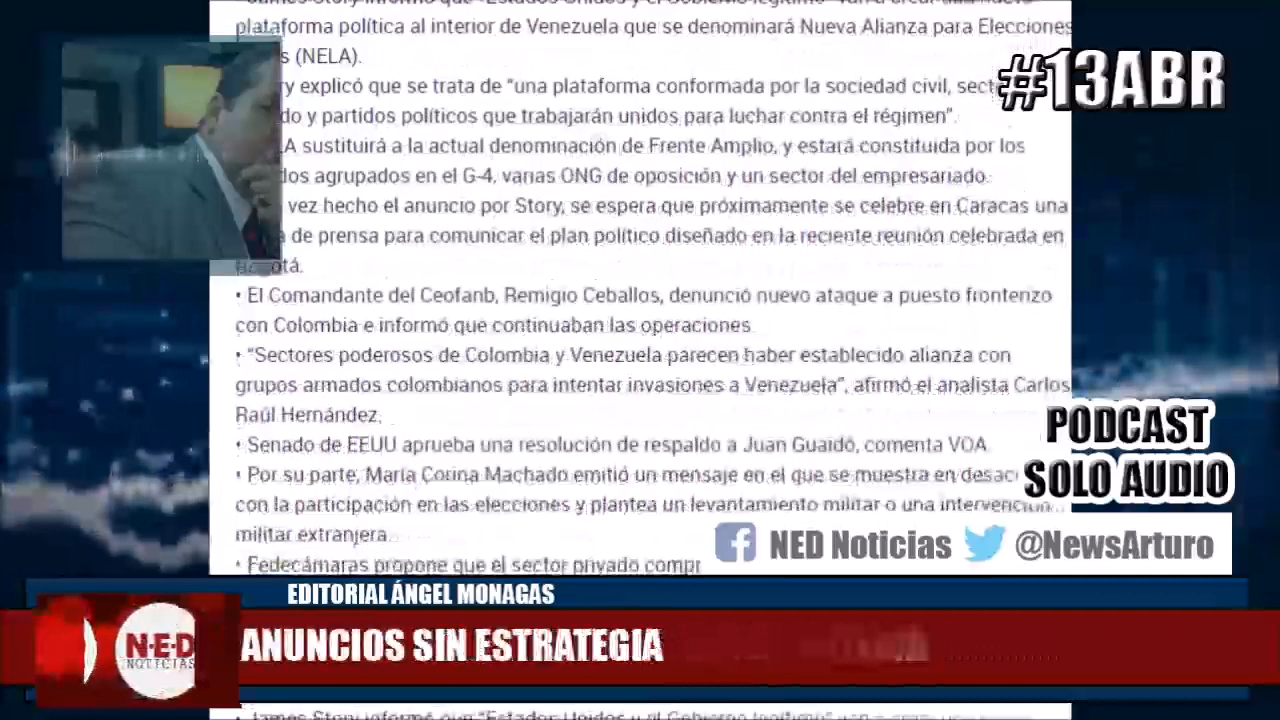 plataforma política al interior de Venezuela que se denominará Nueva Alianza para Elecciones
(NELA).
#13ABR
explicó que se trata de “una plataforma conformada por la sociedad civil,
y partidos políticos que trabajarán unidos para luchar contra el régimen”.
sustituirá a la actual denominación de Frente Amplio, y estará constituida por los
agrupados en el G-4, varias ONG de oposición y un sector del empresariado.
vez hecho el anuncio por Story, se espera que próximamente se celebre en Caracas una
de prensa para comunicar el plan político diseñado en la reciente reunión celebrada en
• El Comandante del Ceofanb, Remigio Ceballos, denunció nuevo ataque a puesto fronterizo
con Colombia e informó que continuaban las operaciones.
• “Sectores poderosos de Colombia y Venezuela parecen haber establecido alianza con
grupos armados colombianos para intentar invasiones a Venezuela”, afirmó el analista Carlos
Raúl Hernández.
• Senado de EEUU aprueba una resolución de respaldo a Juan Guaidó, comenta VOA.
• Por su parte, María Corina Machado emitió un mensaje en el que se muestra en
con la participación en las elecciones y plantea un levantamiento militar o una intervención
militar extranjera.
• Fedecámaras propone que el sector privado
PODCAST
SOLO AUDIO
NED Noticias @NewsArturo
EDITORIAL ÁNGEL MONAGAS
N·E·D
NOTICIAS
ANUNCIOS SIN ESTRATEGIA
• James Story informó que “Estados Unidos y el Gobierno legítimo”